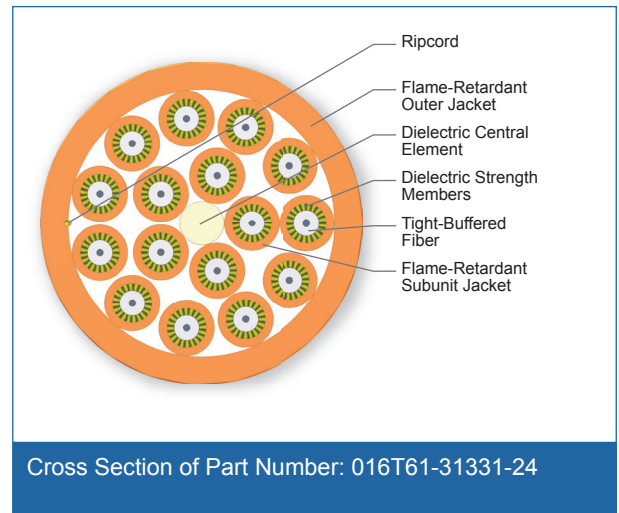 Ripcord
Flame-Retardant
Outer Jacket
Dielectric Central
Element
Dielectric Strength
Members
Tight-Buffered
Fiber
Flame-Retardant
Subunit Jacket
Cross Section of Part Number: 016T61-31331-24